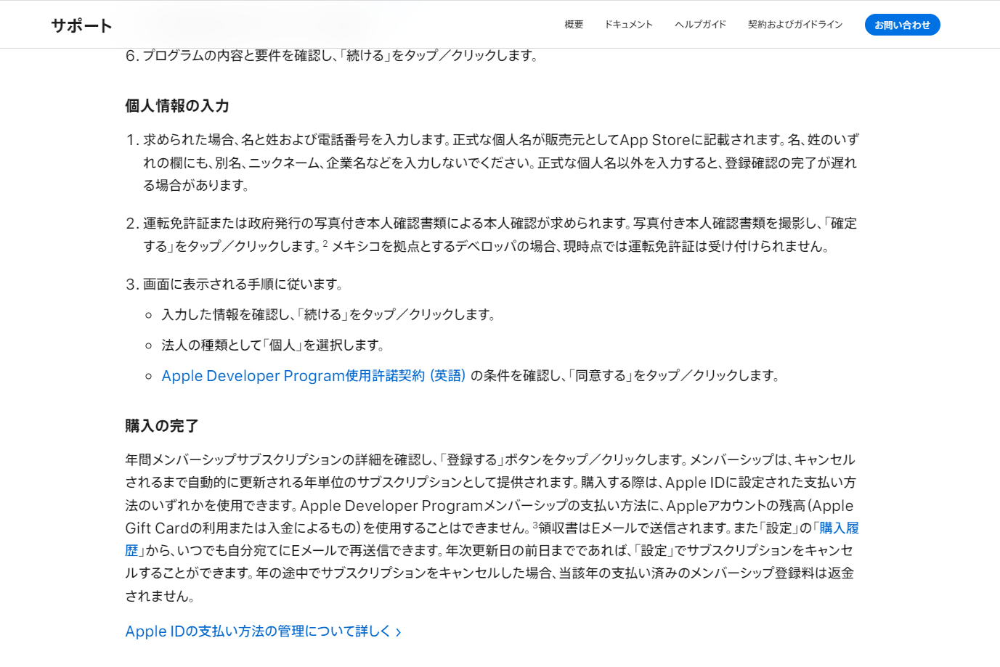 サポート
概要
ドキュメント
ヘルプガイド
契約およびガイドライン
お問い合わせ
6. プログラムの内容と要件を確認し、「続ける」をタップ／クリックします。
個人情報の入力
1. 求められた場合、名と姓および電話番号を入力します。正式な個人名が販売元としてApp Storeに記載されます。名、姓のいず
れの欄にも、別名、ニックネーム、企業名などを入力しないでください。正式な個人名以外を入力すると、登録確認の完了が遅れ
る場合があります。
2. 運転免許証または政府発行の写真付き本人確認書類による本人確認が求められます。写真付き本人確認書類を撮影し、「確定
する」をタップ／クリックします。² メキシコを拠点とするデベロッパの場合、現時点では運転免許証は受け付けられません。
3. 画面に表示される手順に従います。
入力した情報を確認し、「続ける」をタップ／クリックします。
法人の種類として「個人」を選択します。
Apple Developer Program使用許諾契約（英語）の条件を確認し、「同意する」をタップ／クリックします。
購入の完了
年間メンバーシップサブスクリプションの詳細を確認し、「登録する」ボタンをタップ／クリックします。メンバーシップは、キャンセル
されるまで自動的に更新される年単位のサブスクリプションとして提供されます。購入する際は、Apple IDに設定された支払い方
法のいずれかを使用できます。Apple Developer Programメンバーシップの支払い方法に、Appleアカウントの残高（Apple
Gift Cardの利用または入金によるもの）を使用することはできません。³領収書はEメールで送信されます。また「設定」の「購入履
歴」から、いつでも自分宛てにEメールで再送信できます。年次更新日の前日までであれば、「設定」でサブスクリプションをキャンセ
ルすることができます。年の途中でサブスクリプションをキャンセルした場合、当該年の支払い済みのメンバーシップ登録料は返金
されません。
Apple IDの支払い方法の管理について詳しく ›